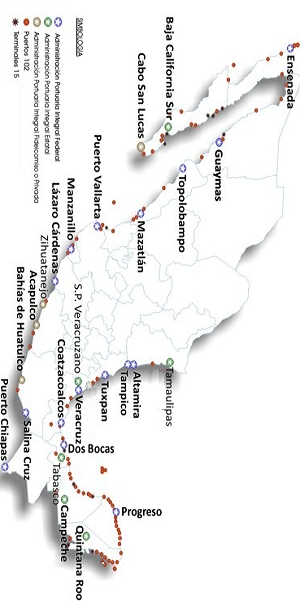 Ensenada
Baja California Sur
Cabo San Lucas
Guaymas
Topolobampo
Mazatlán
Puerto Vallarta
Manzanillo
Lázaro Cárdenas
Zihuatanejo
Acapulco
Bahías de Huatulco
Salina Cruz
Puerto Chiapas
Tamaulipas
Altamira
Tampico
Tuxpan
S.P. Veracruzano
Veracruz
Coatzacoalcos
Dos Bocas
Tabasco
Campeche
Progreso
Quintana Roo
SIMBOLOGIA
Administración Portuaria Integral Federal
Administración Portuaria Integral Estatal
Administración Portuaria Integral Fideicomiso o Privada
Puertos 102
Terminales 15